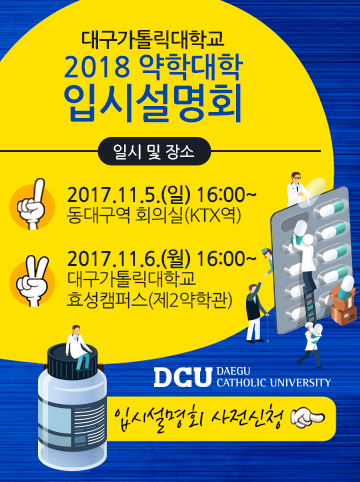 대구가톨릭대학교
2018 약학대학
입시설명회
일시 및 장소
2017.11.5.(일) 16:00~
동대구역 회의실(KTX역)
2017.11.6.(월) 16:00~
대구가톨릭대학교
효성캠퍼스(제2약학관)
DCU DAEGU
CATHOLIC UNIVERSITY
입시설명회 사전신청